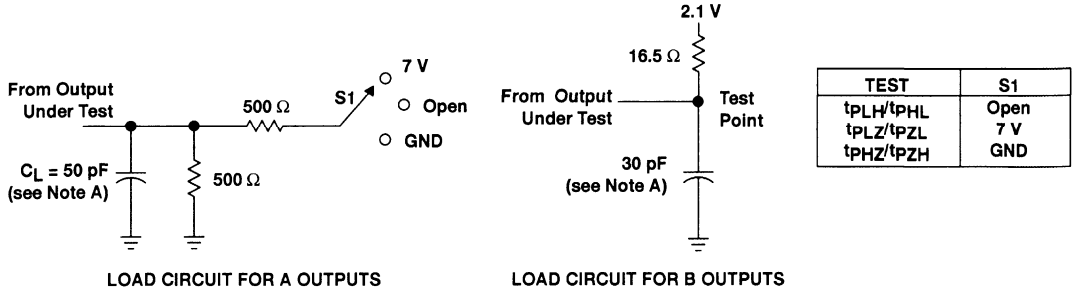 From Output
Under Test
CL = 50 pF
(see Note A)
500 Ω
500 Ω
S1
7 V
Open
GND
LOAD CIRCUIT FOR A OUTPUTS
2.1 V
16.5 Ω
From Output
Under Test
Test
Point
30 pF
(see Note A)
LOAD CIRCUIT FOR B OUTPUTS
TEST S1
tPLH/tPHL Open
tPLZ/tPZL 7 V
tPHZ/tPZH GND